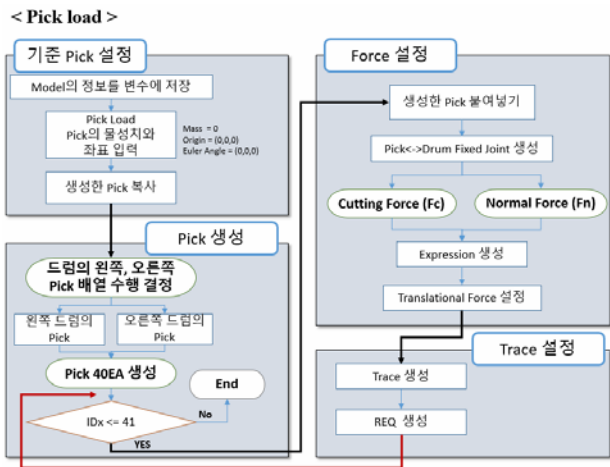 < Pick load >
기준 Pick 설정
Model의 정보를 변수에 저장
Pick Load
Pick의 물성치와
좌표 입력
Mass = 0
Origin = (0,0,0)
Euler Angle = (0,0,0)
생성한 Pick 복사
Pick 생성
드럼의 왼쪽, 오른쪽
Pick 배열 수행 결정
왼쪽 드럼의
Pick
오른쪽 드럼의
Pick
Pick 40EA 생성
End
IDx <= 41
No
YES
Force 설정
생성한 Pick 붙여넣기
Pick<->Drum Fixed Joint 생성
Cutting Force (Fc)
Normal Force (Fn)
Expression 생성
Translational Force 설정
Trace 설정
Trace 생성
REQ 생성